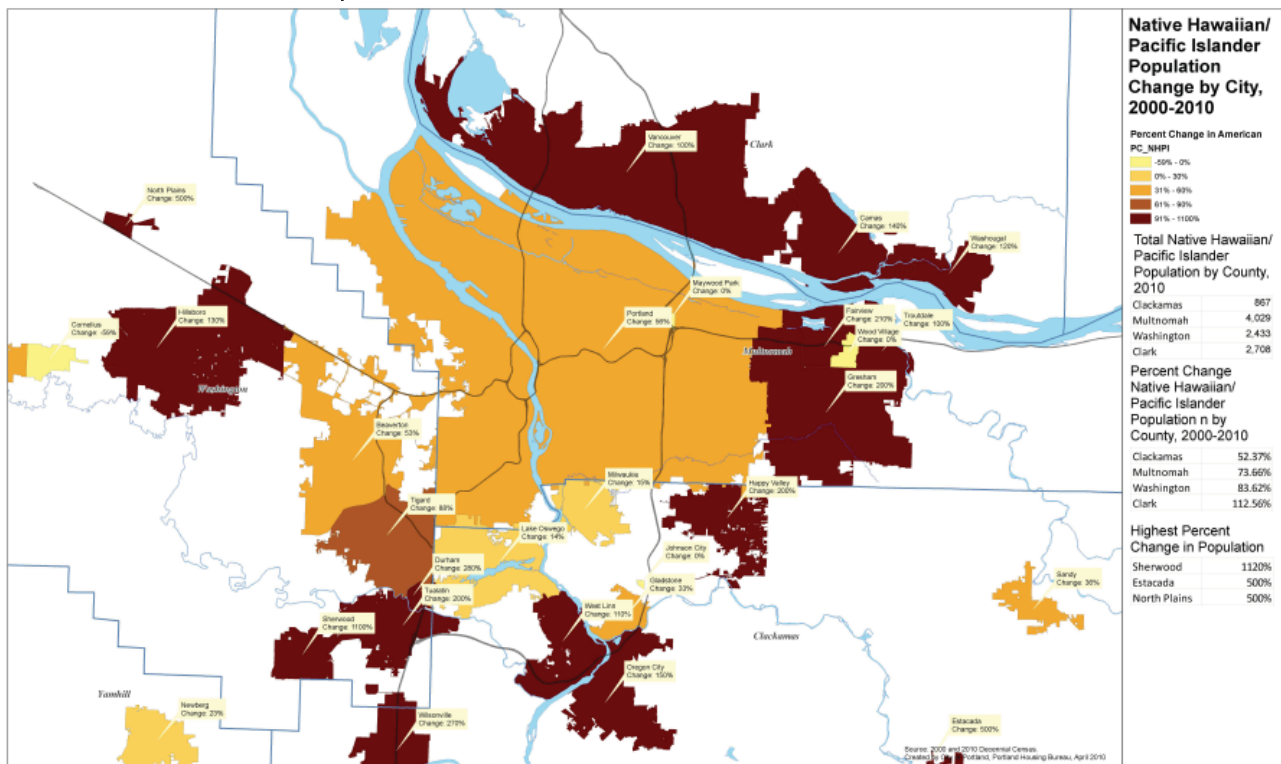 Native Hawaiian/
Pacific Islander
Population
Change by City,
2000-2010
Percent Change in American
PC_NHPI
-59% - 0%
0% - 30%
31% - 60%
61% - 90%
91% - 1100%
Total Native Hawaiian/
Pacific Islander
Population by County,
2010
Clackamas 867
Multnomah 4,029
Washington 2,433
Clark 2,708
Percent Change
Native Hawaiian/
Pacific Islander
Population n by
County, 2000-2010
Clackamas 52.37%
Multnomah 73.66%
Washington 83.62%
Clark 112.56%
Highest Percent
Change in Population
Sherwood 1120%
Estacada 500%
North Plains 500%
Vancouver
Change: 100%
Clark
North Plains
Change: 500%
Camas
Change: 140%
Washougal
Change: 120%
Maywood Park
Change: 0%
Hillsboro
Change: 130%
Cornelius
Change: -59%
Portland
Change: 56%
Fairview
Change: 210%
Troutdale
Change: 100%
Wood Village
Change: 0%
Multnomah
Gresham
Change: 200%
Washington
Beaverton
Change: 53%
Milwaukie
Change: 15%
Happy Valley
Change: 200%
Tigard
Change: 88%
Lake Oswego
Change: 14%
Johnson City
Change: 0%
Durham
Change: 280%
Gladstone
Change: 33%
Sandy
Change: 36%
Tualatin
Change: 200%
West Linn
Change: 110%
Sherwood
Change: 1100%
Clackamas
Oregon City
Change: 150%
Yamhill
Newberg
Change: 23%
Wilsonville
Change: 270%
Estacada
Change: 500%
Source: 2000 and 2010 Decennial Census.
Created by City of Portland, Portland Housing Bureau, April 2010